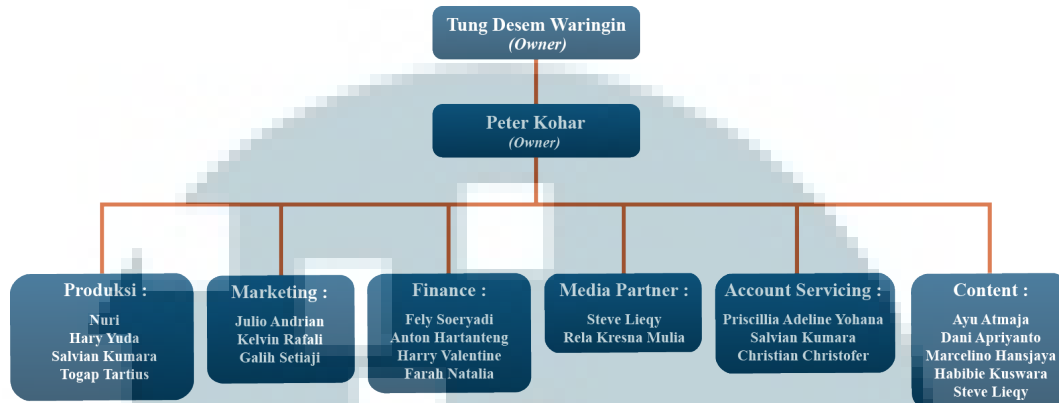 Tung Desem Waringin
(Owner)
Peter Kohar
(Owner)
Produksi :
Nuri
Hary Yuda
Salvian Kumara
Togap Tartius
Marketing :
Julio Andrian
Kelvin Rafali
Galih Setiaji
Finance :
Fely Soeryadi
Anton Hartanteng
Harry Valentine
Farah Natalia
Media Partner :
Steve Lieqy
Rela Kresna Mulia
Account Servicing :
Priscillia Adeline Yohana
Salvian Kumara
Christian Christofer
Content :
Ayu Atmaja
Dani Apriyanto
Marcelino Hansjaya
Habibie Kuswara
Steve Lieqy